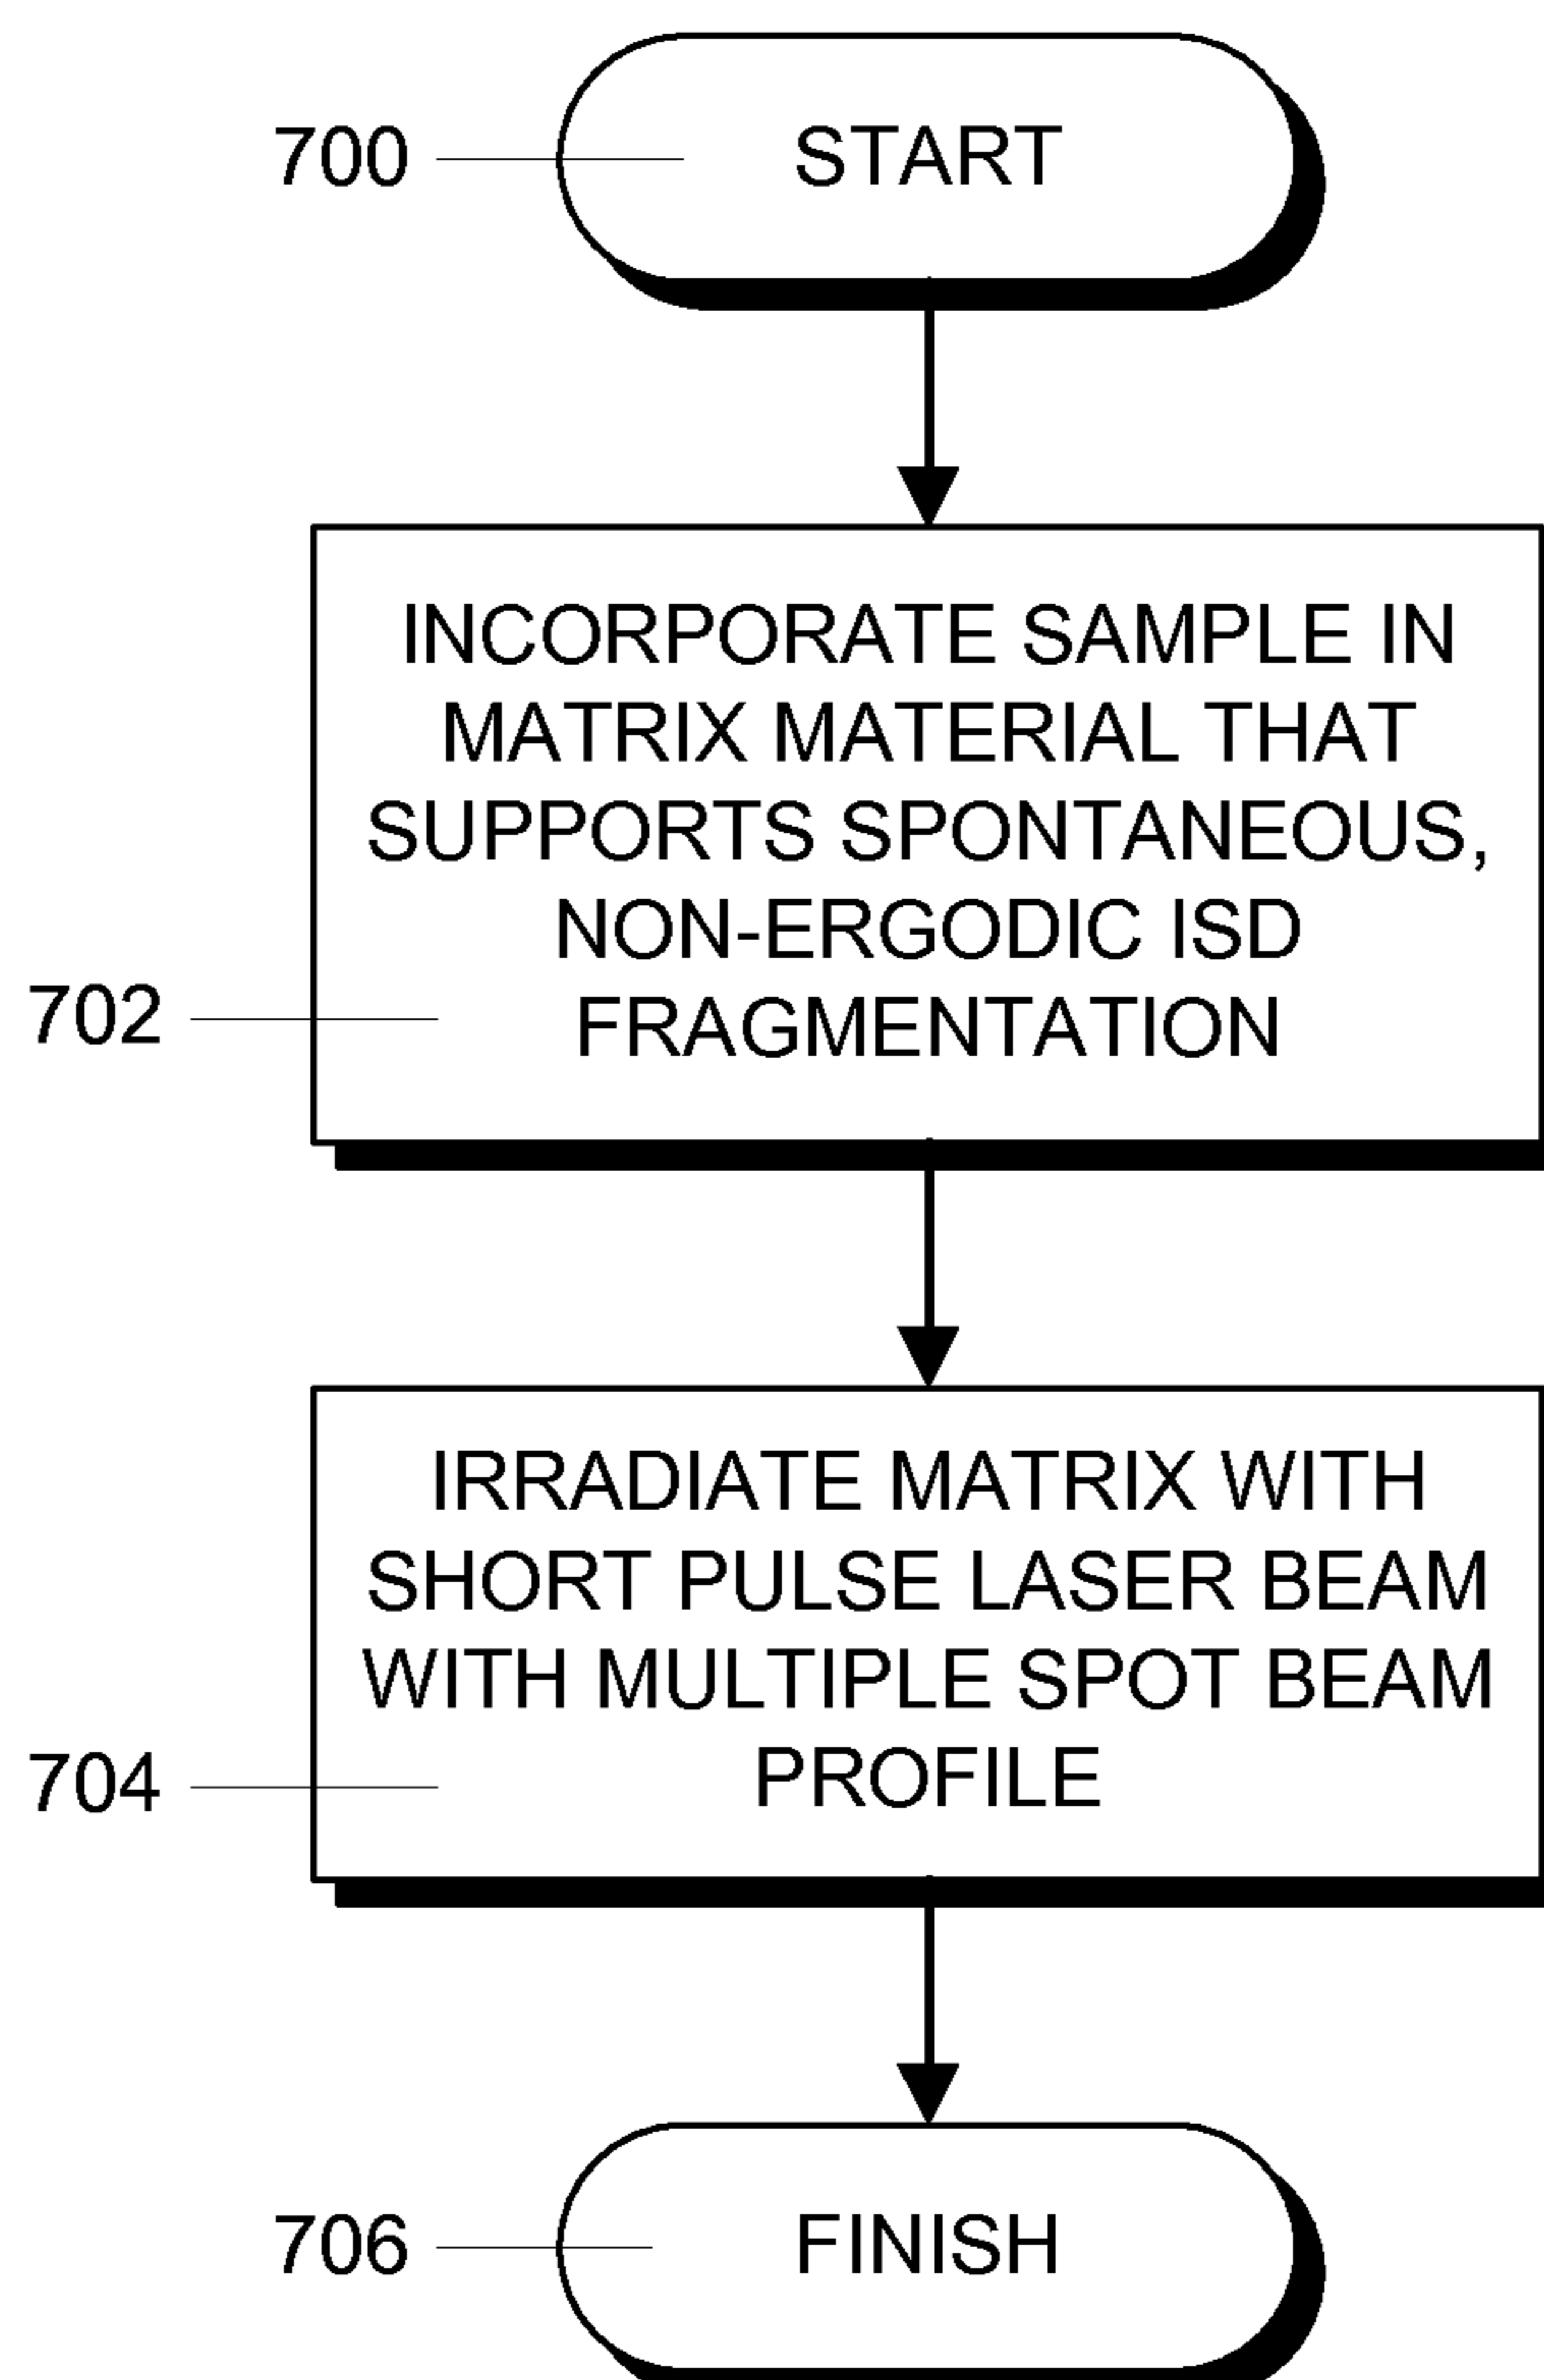 700
START
INCORPORATE SAMPLE IN
MATRIX MATERIAL THAT
SUPPORTS SPONTANEOUS,
NON-ERGODIC ISD
FRAGMENTATION
702
IRRADIATE MATRIX WITH
SHORT PULSE LASER BEAM
WITH MULTIPLE SPOT BEAM
PROFILE
704
706
FINISH